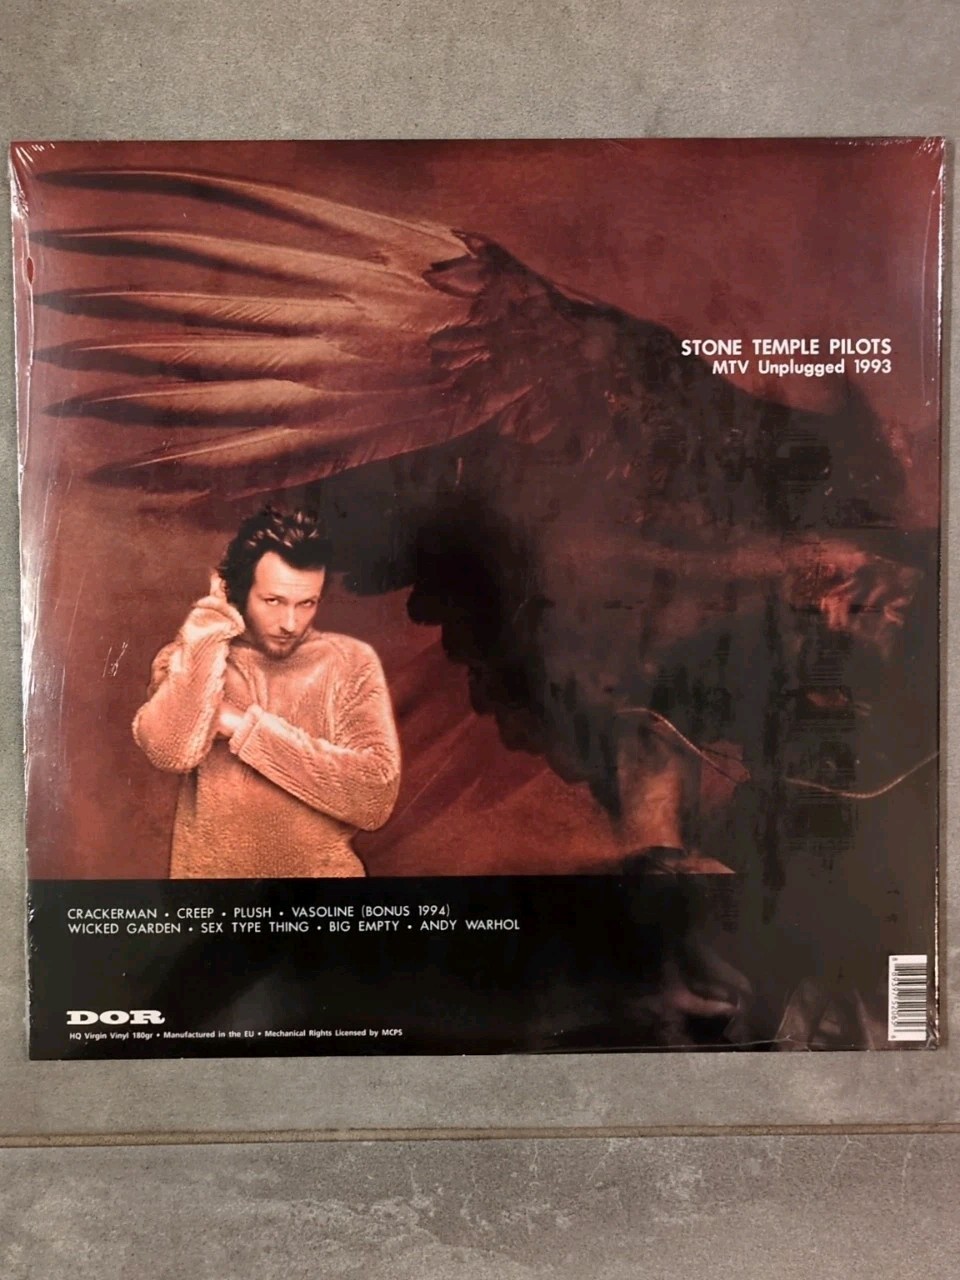 STONE TEMPLE PILOTS
MTV Unplugged 1993
CRACKERMAN • CREEP • PLUSH • VASOLINE (BONUS 1994)
WICKED GARDEN • SEX TYPE THING • BIG EMPTY • ANDY WARHOL
DOR
HQ Virgin Vinyl 180gr • Manufactured in the EU • Mechanical Rights Licensed by MCPS